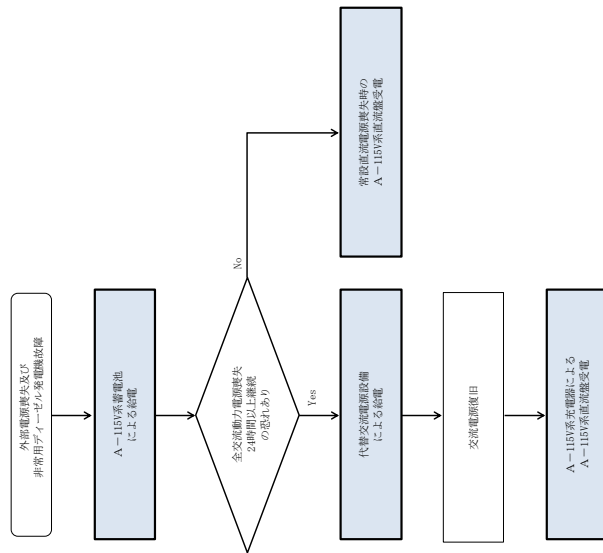 外部電源喪失及び
非常用ディーゼル発電機故障
A－115V系蓄電池
による給電
全交流動力電源喪失
24時間以上継続
の恐れあり
No
Yes
代替交流電源設備
による給電
常設直流電源喪失時の
A－115V系直流盤受電
交流電源復旧
A－115V系充電器による
A－115V系直流盤受電